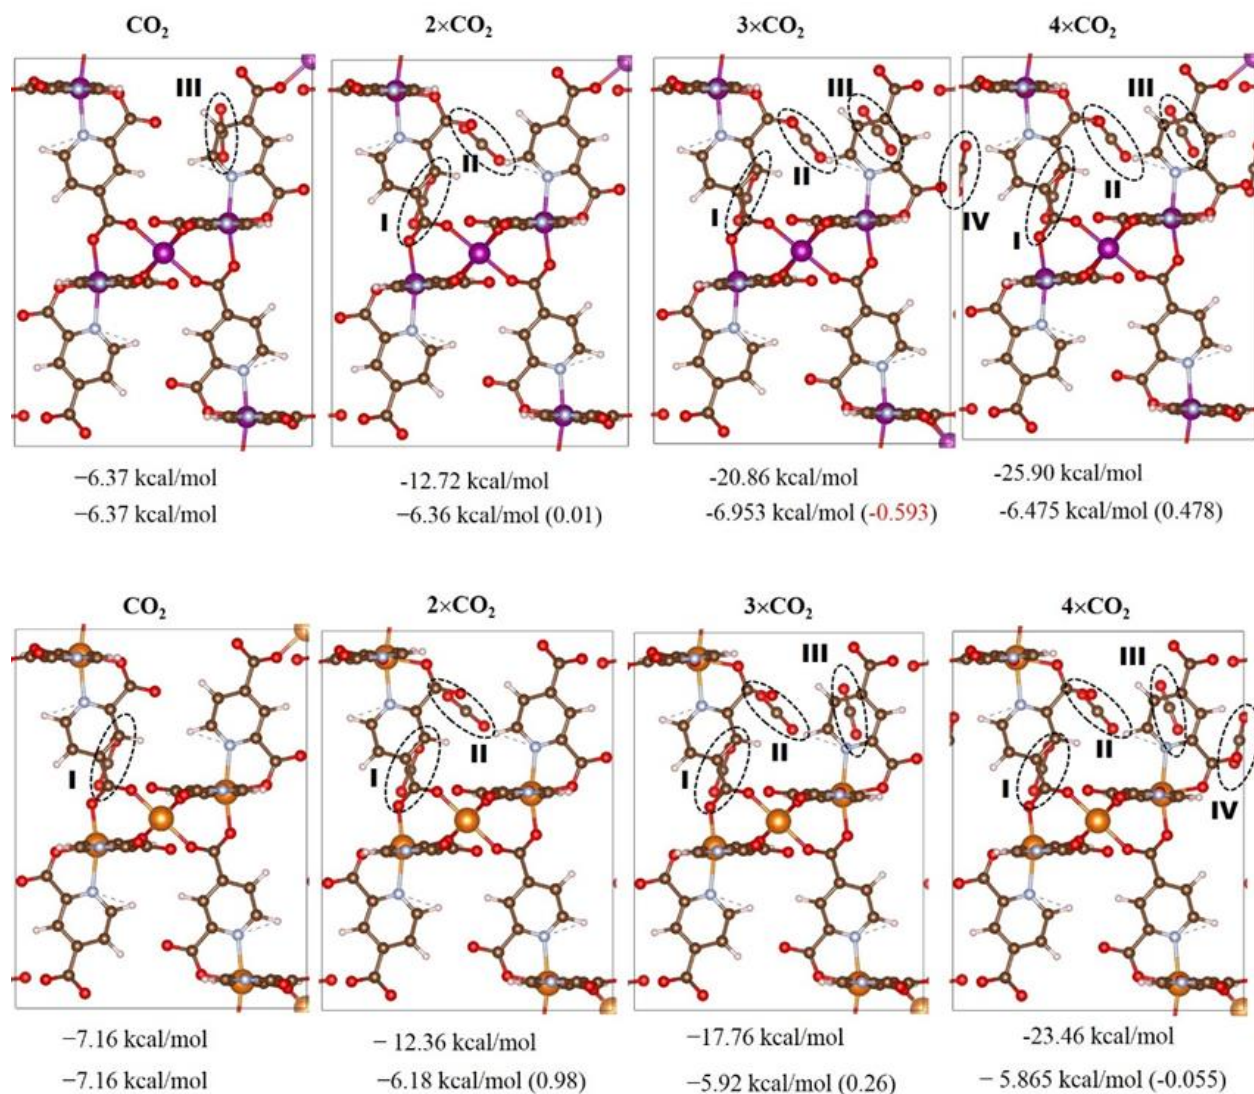 CO₂ 2×CO₂ 3×CO₂ 4×CO₂
III III III
II II II
I I I IV
−6.37 kcal/mol -12.72 kcal/mol -20.86 kcal/mol -25.90 kcal/mol
−6.37 kcal/mol −6.36 kcal/mol (0.01) -6.953 kcal/mol (-0.593) -6.475 kcal/mol (0.478)
CO₂ 2×CO₂ 3×CO₂ 4×CO₂
III III
II II II
I I I I IV
−7.16 kcal/mol − 12.36 kcal/mol −17.76 kcal/mol -23.46 kcal/mol
−7.16 kcal/mol −6.18 kcal/mol (0.98) −5.92 kcal/mol (0.26) − 5.865 kcal/mol (-0.055)